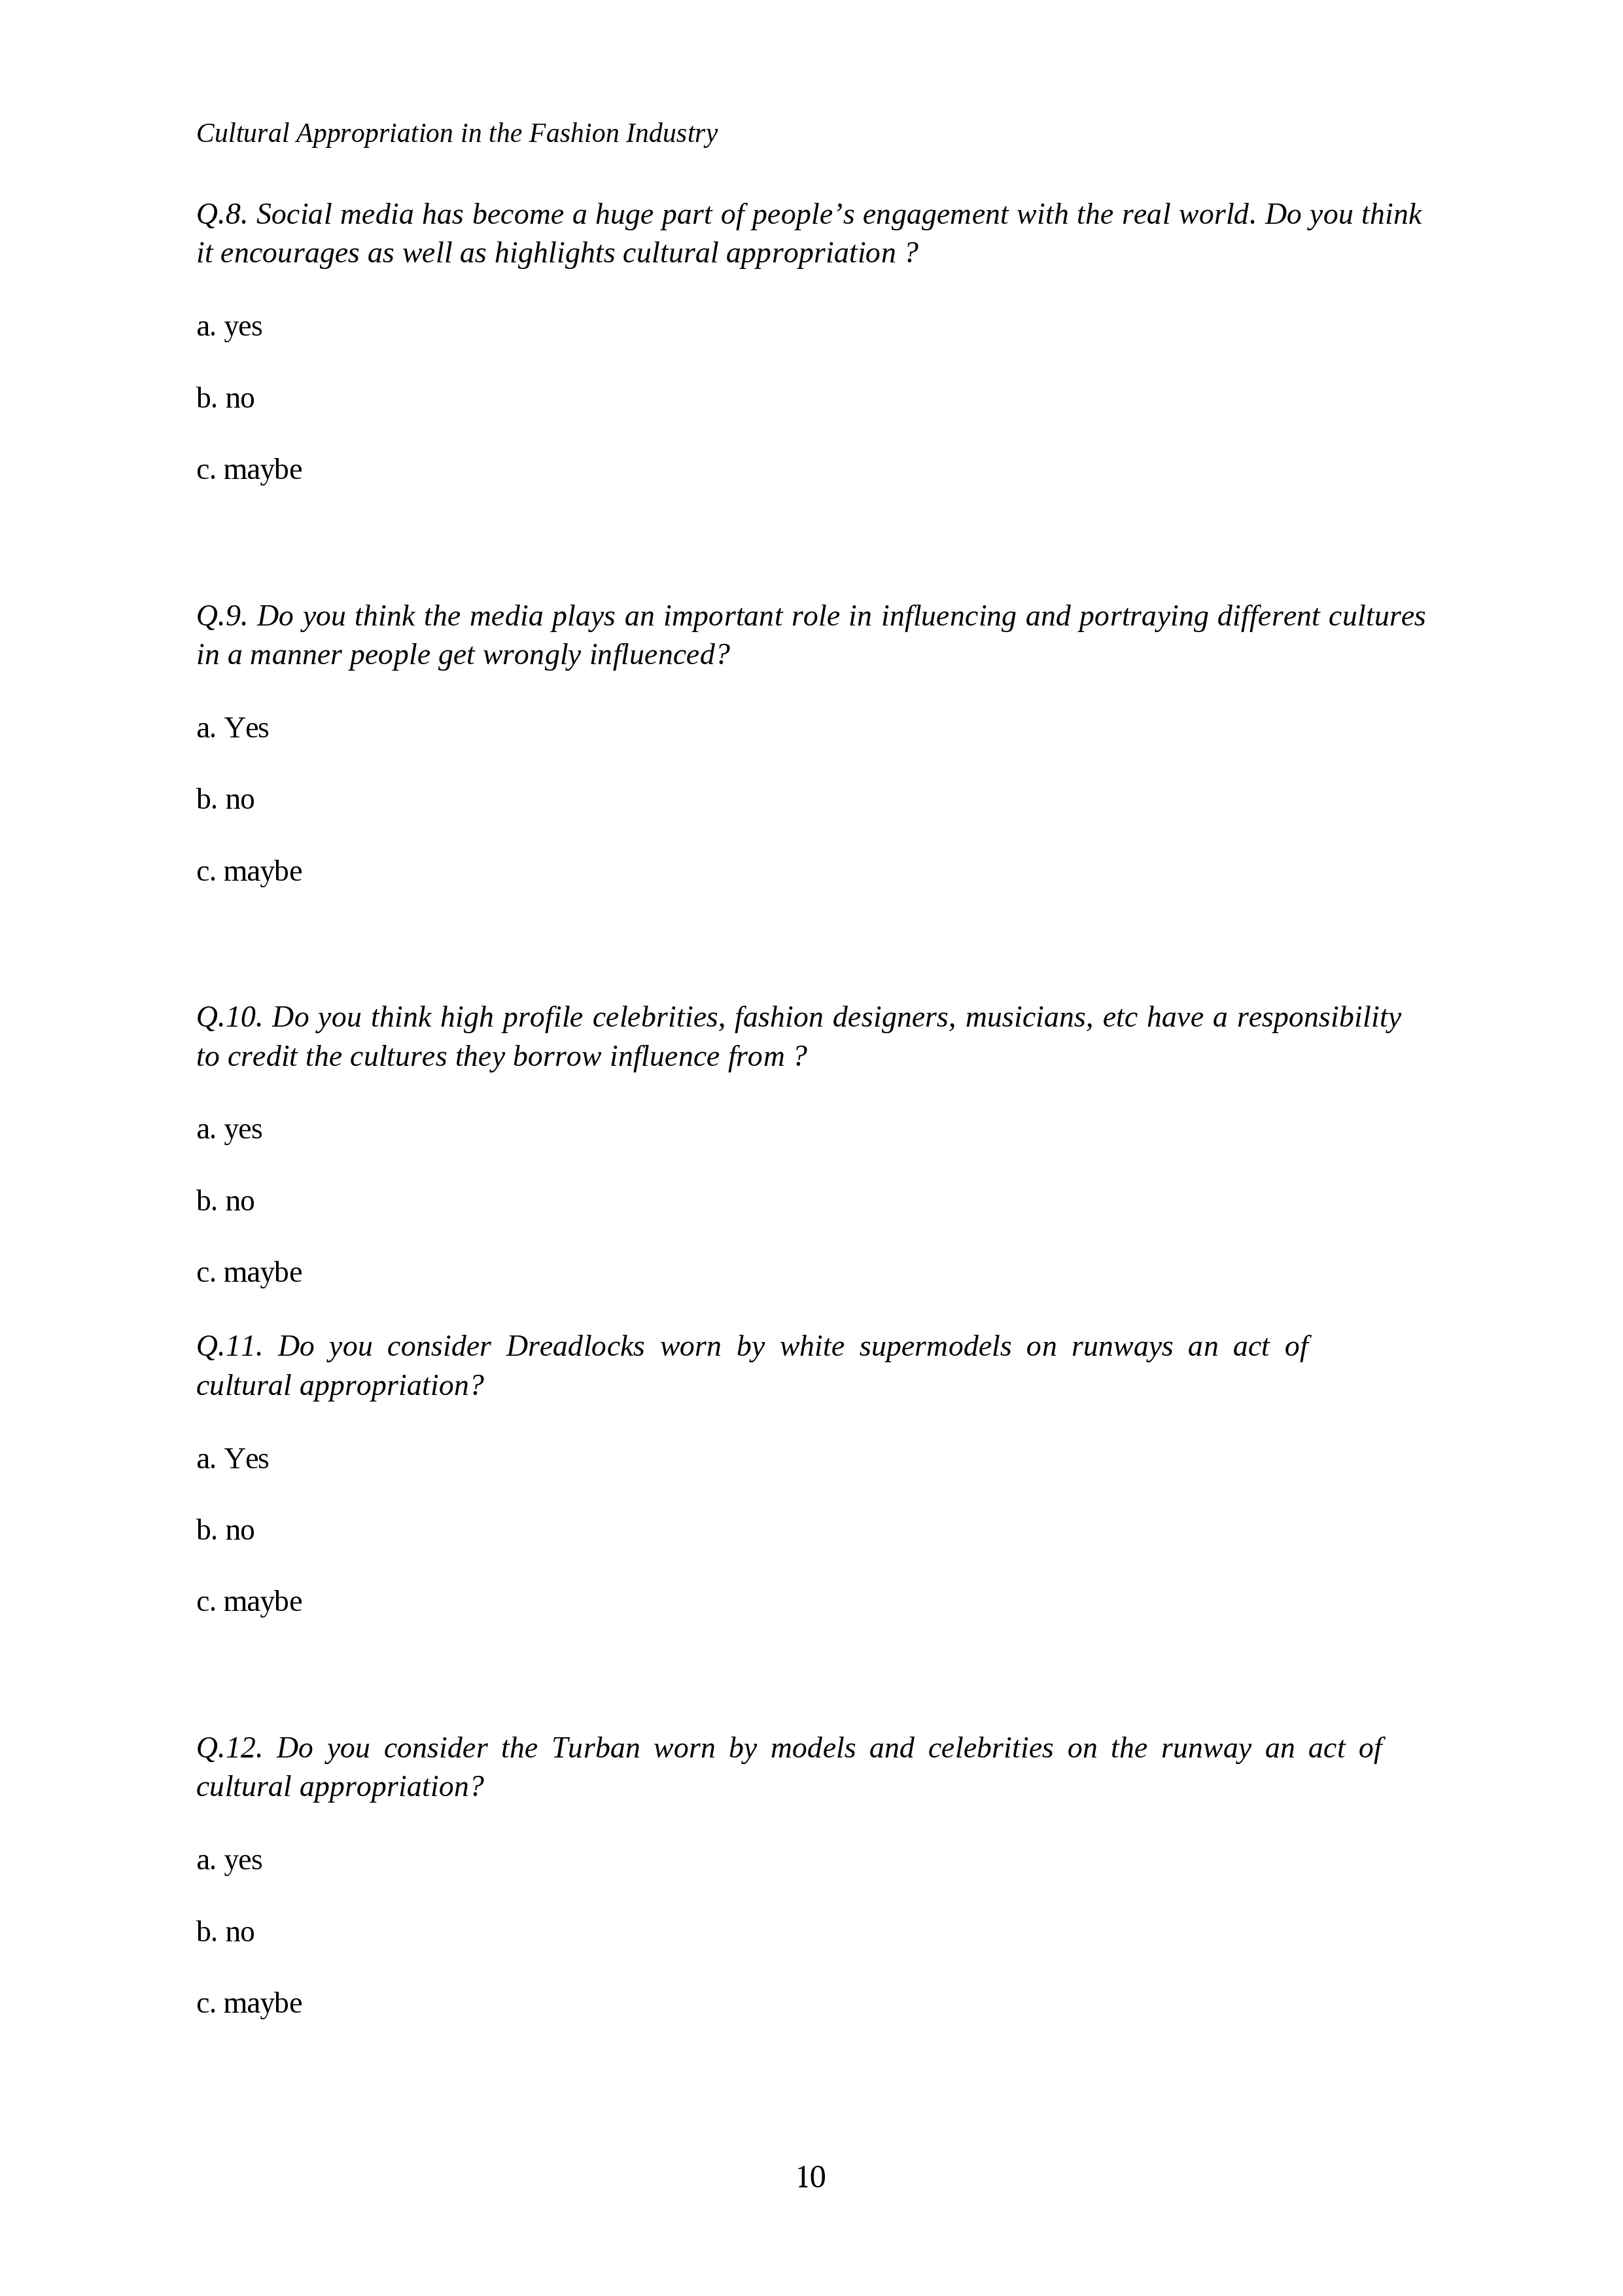 Cultural Appropriation in the Fashion Industry
Q.8. Social media has become a huge part of people’s engagement with the real world. Do you think
it encourages as well as highlights cultural appropriation ?
a. yes
b. no
c. maybe
Q.9. Do you think the media plays an important role in influencing and portraying different cultures
in a manner people get wrongly influenced?
a. Yes
b. no
c. maybe
Q.10. Do you think high profile celebrities, fashion designers, musicians, etc have a responsibility
to credit the cultures they borrow influence from ?
a. yes
b. no
c. maybe
Q.11. Do you consider Dreadlocks worn by white supermodels on runways an act of
cultural appropriation?
a. Yes
b. no
c. maybe
Q.12. Do you consider the Turban worn by models and celebrities on the runway an act of
cultural appropriation?
a. yes
b. no
c. maybe
10